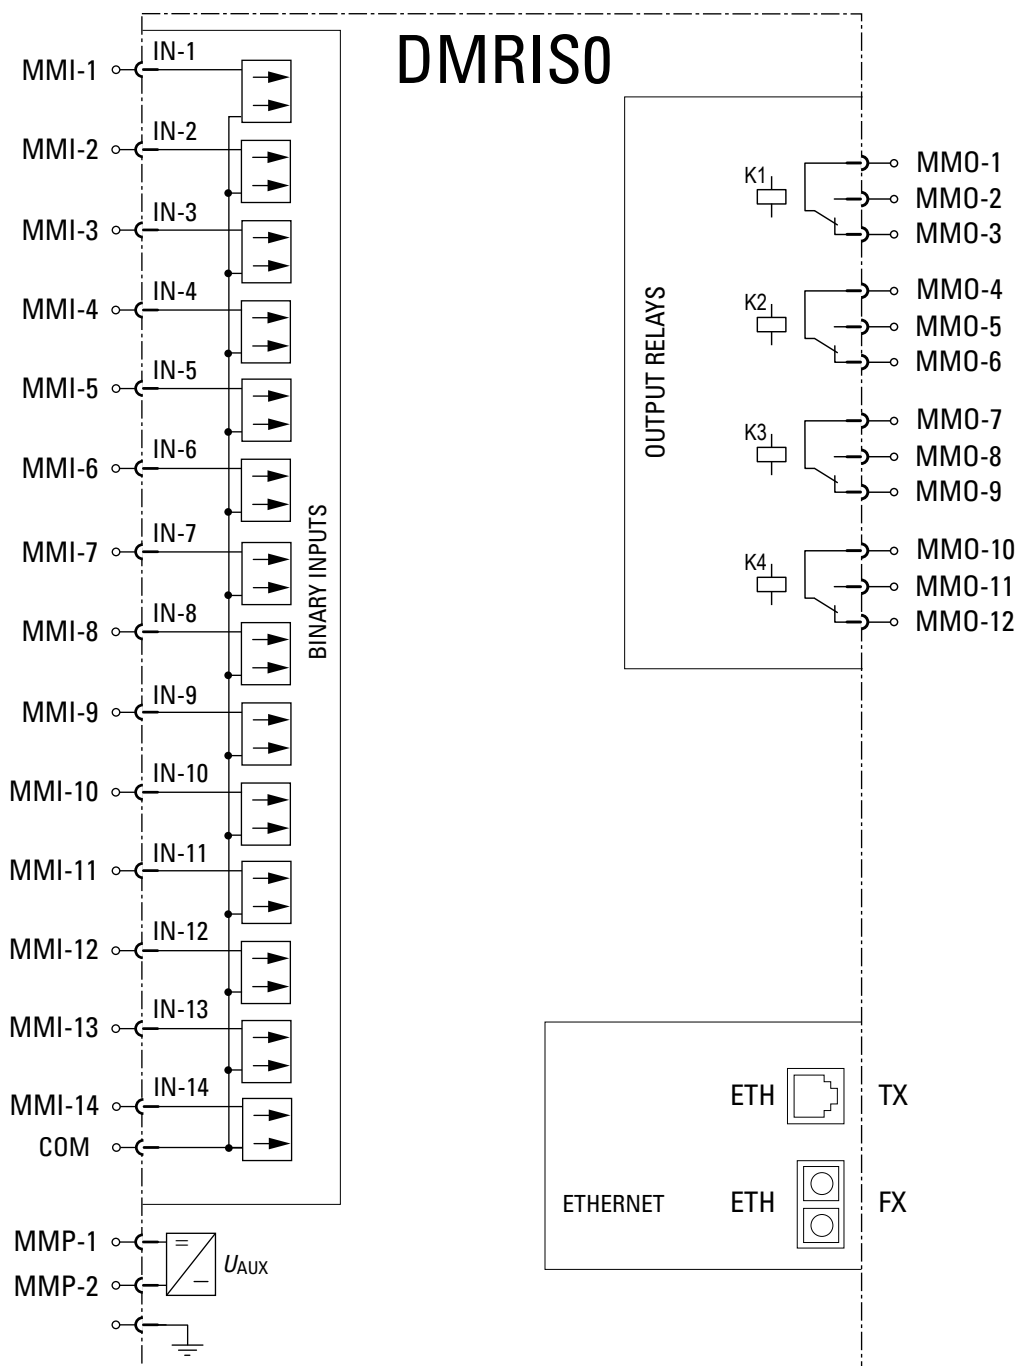 DMRIS0
MMI-1 IN-1
MMI-2 IN-2
MMI-3 IN-3
MMI-4 IN-4
MMI-5 IN-5
MMI-6 IN-6
MMI-7 IN-7
MMI-8 IN-8
MMI-9 IN-9
MMI-10 IN-10
MMI-11 IN-11
MMI-12 IN-12
MMI-13 IN-13
MMI-14 IN-14
COM
BINARY INPUTS
MMP-1
MMP-2
UAUX
OUTPUT RELAYS
K1
MMO-1
MMO-2
MMO-3
K2
MMO-4
MMO-5
MMO-6
K3
MMO-7
MMO-8
MMO-9
K4
MMO-10
MMO-11
MMO-12
ETH TX
ETHERNET ETH FX